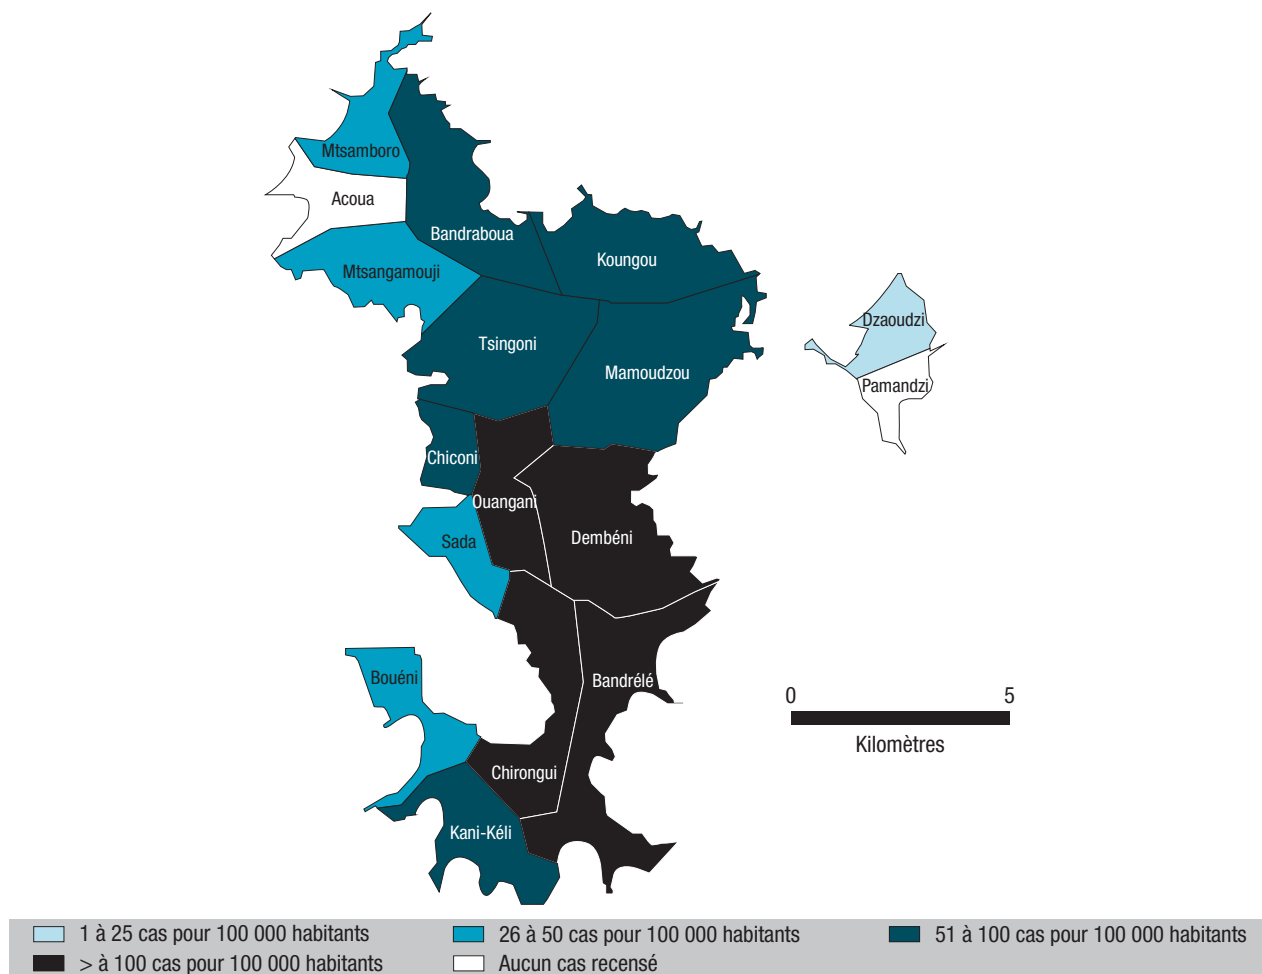 Mtsamboro
Acoua
Bandraboua
Koungou
Mtsangamouji
Dzaoudzi
Tsingoni
Mamoudzou
Pamandzi
Chiconi
Ouangani
Dembéni
Sada
Bouéni
Bandrélé
0 5
Kilomètres
Chirongui
Kani-Kéli
1 à 25 cas pour 100 000 habitants
26 à 50 cas pour 100 000 habitants
51 à 100 cas pour 100 000 habitants
> à 100 cas pour 100 000 habitants
Aucun cas recensé